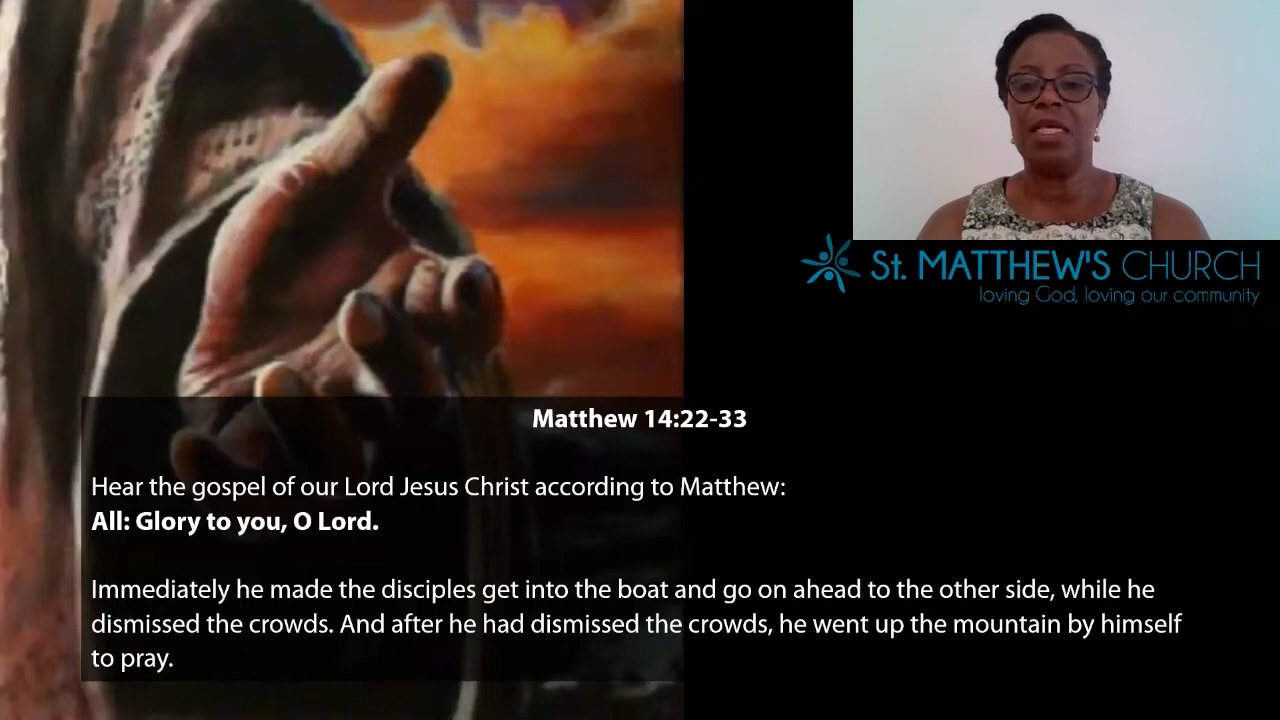 St. MATTHEW'S CHURCH
loving God, loving our community
Matthew 14:22-33
Hear the gospel of our Lord Jesus Christ according to Matthew:
All: Glory to you, O Lord.
Immediately he made the disciples get into the boat and go on ahead to the other side, while he
dismissed the crowds. And after he had dismissed the crowds, he went up the mountain by himself
to pray.